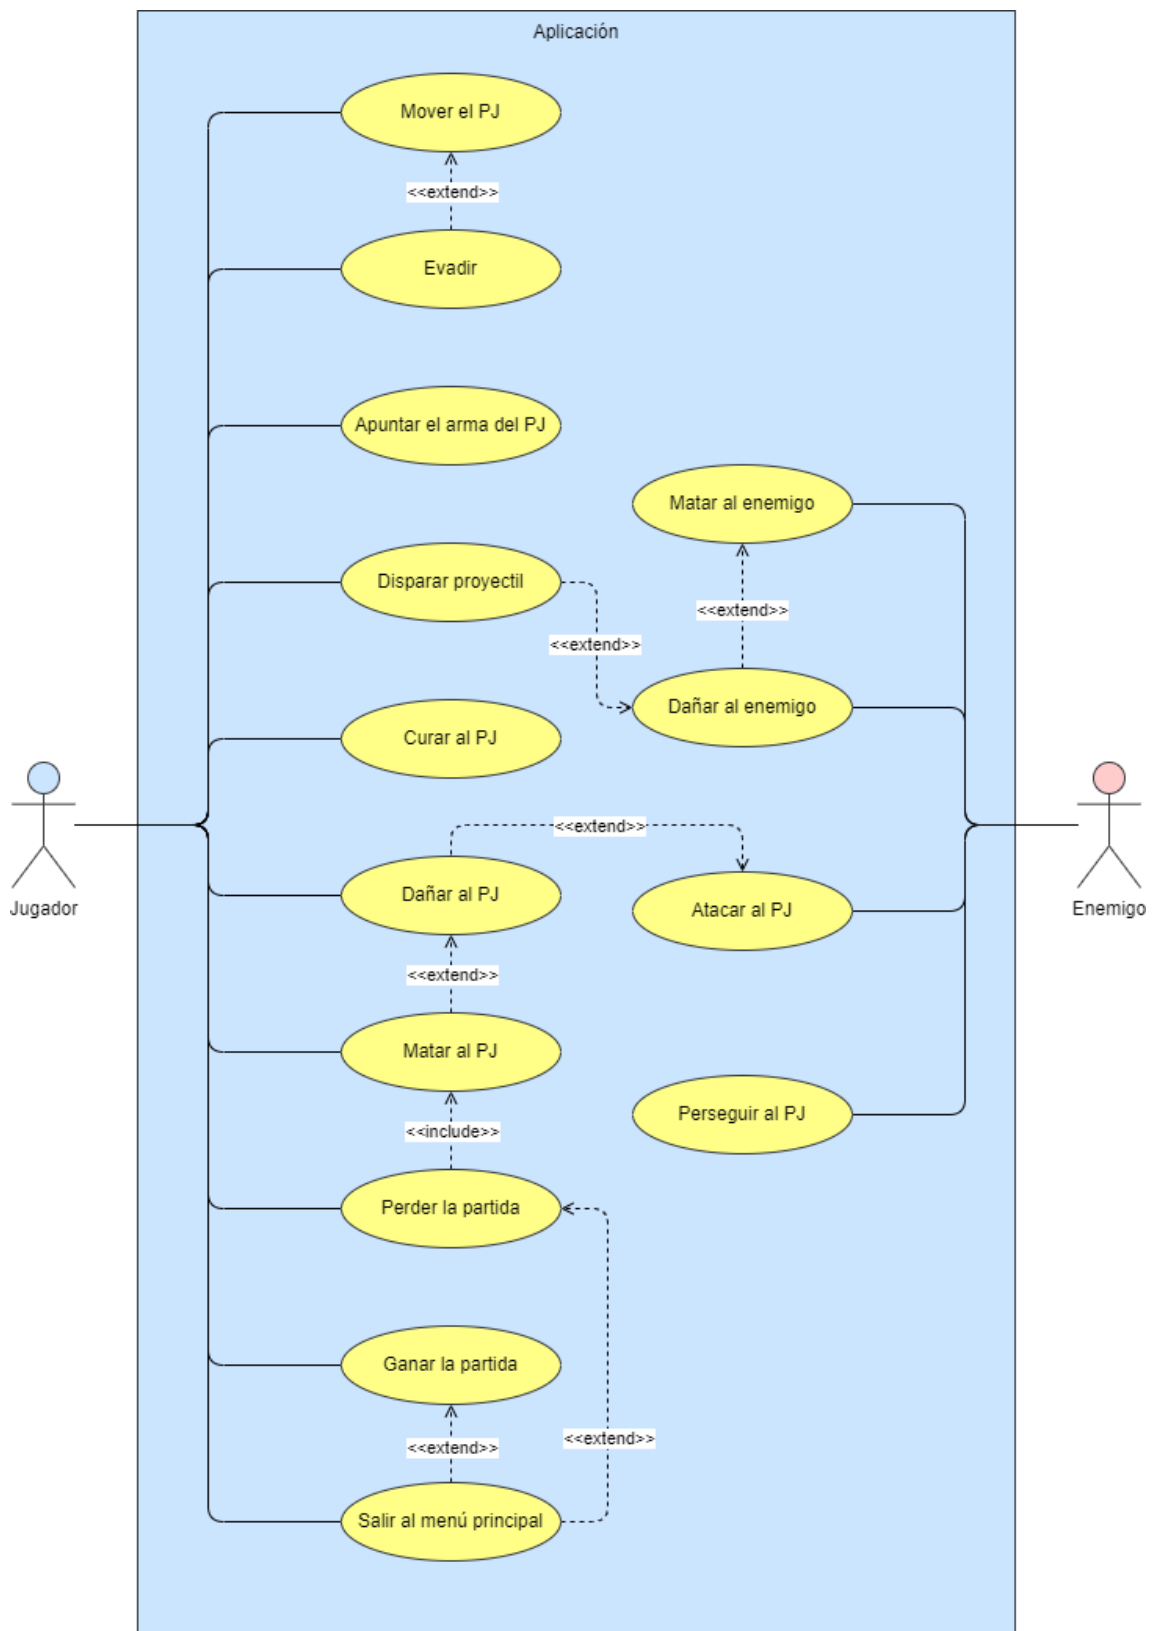 Aplicación
Mover el PJ
<<extend>>
Evadir
Apuntar el arma del PJ
Matar al enemigo
Disparar proyectil
<<extend>>
<<extend>>
Dañar al enemigo
Curar al PJ
<<extend>>
Dañar al PJ
Atacar al PJ
Jugador
Enemigo
<<extend>>
Matar al PJ
Perseguir al PJ
<<include>>
Perder la partida
Ganar la partida
<<extend>>
<<extend>>
Salir al menú principal